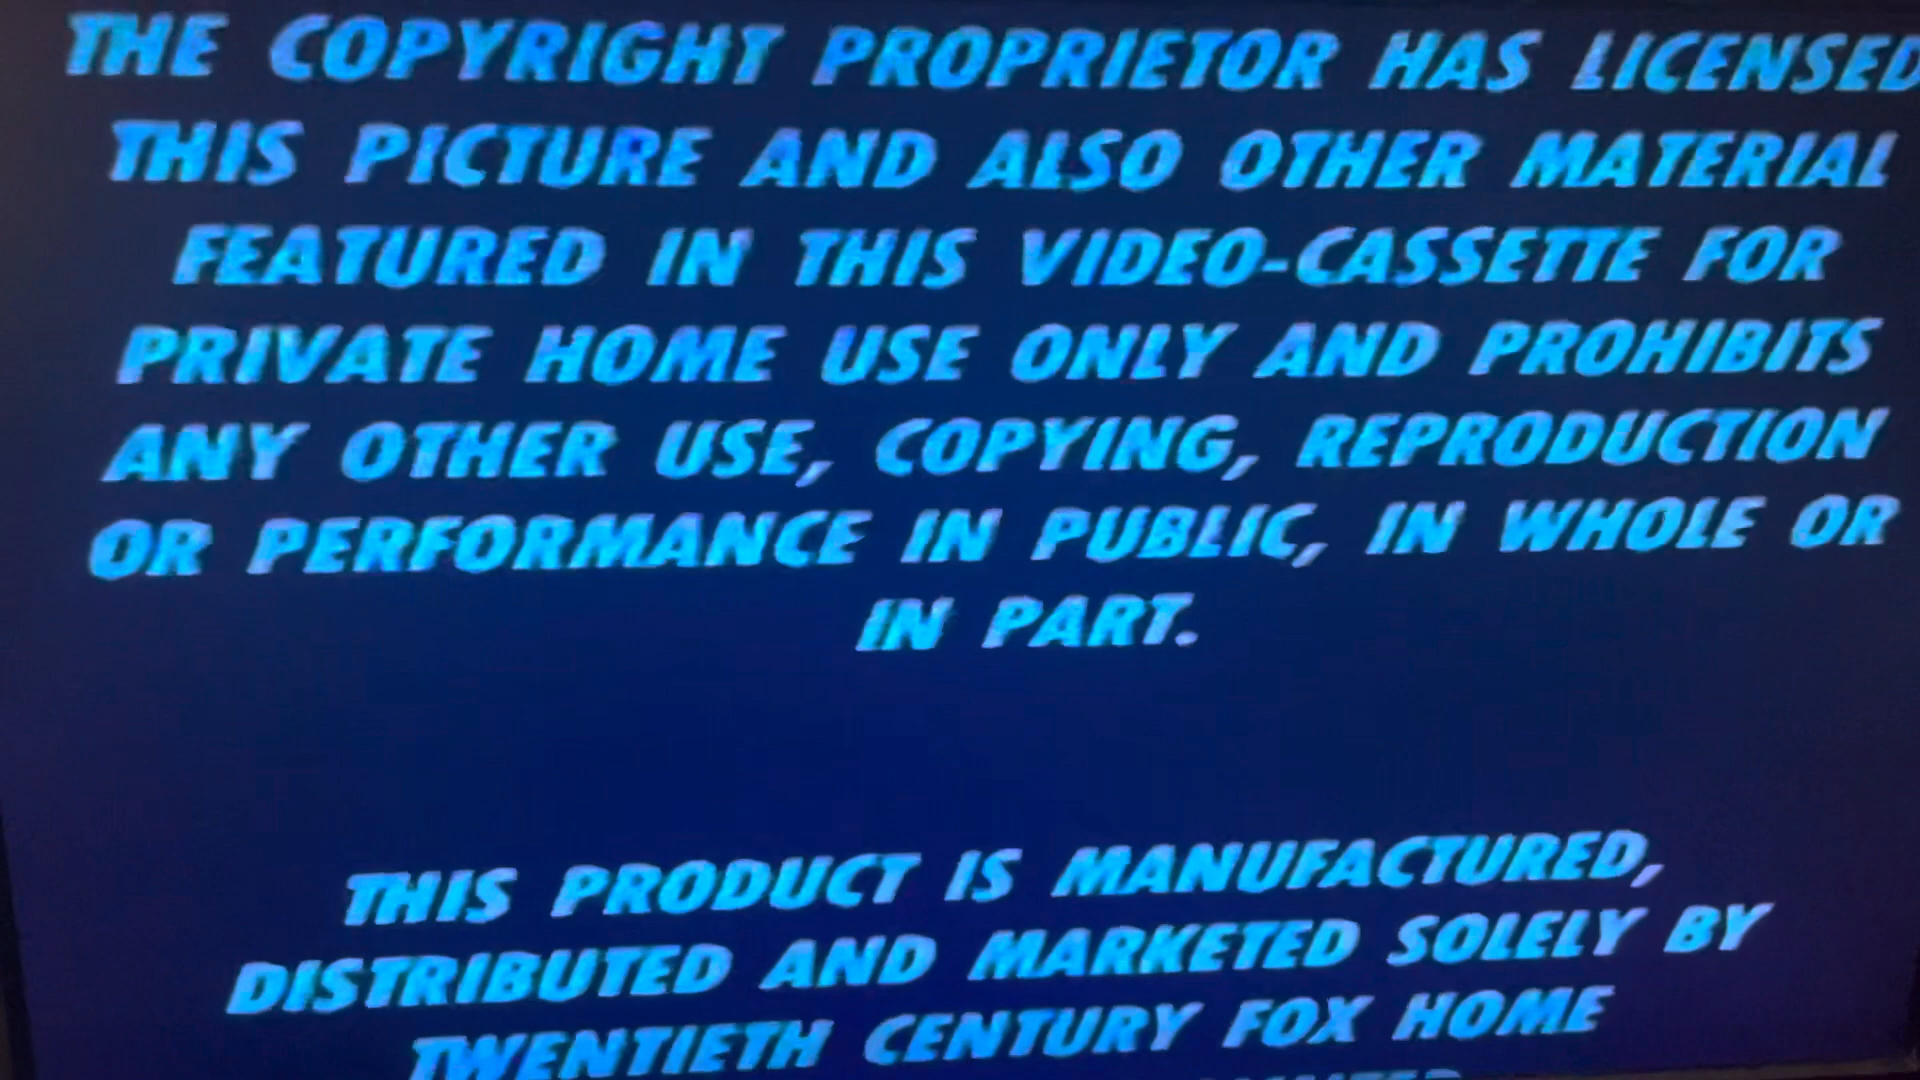 THE COPYRIGHT PROPRIETOR HAS LICENSED
THIS PICTURE AND ALSO OTHER MATERIAL
FEATURED IN THIS VIDEO-CASSETTE FOR
PRIVATE HOME USE ONLY AND PROHIBITS
ANY OTHER USE, COPYING, REPRODUCTION
OR PERFORMANCE IN PUBLIC, IN WHOLE OR
IN PART.
THIS PRODUCT IS MANUFACTURED,
DISTRIBUTED AND MARKETED SOLELY BY
TWENTIETH CENTURY FOX HOME